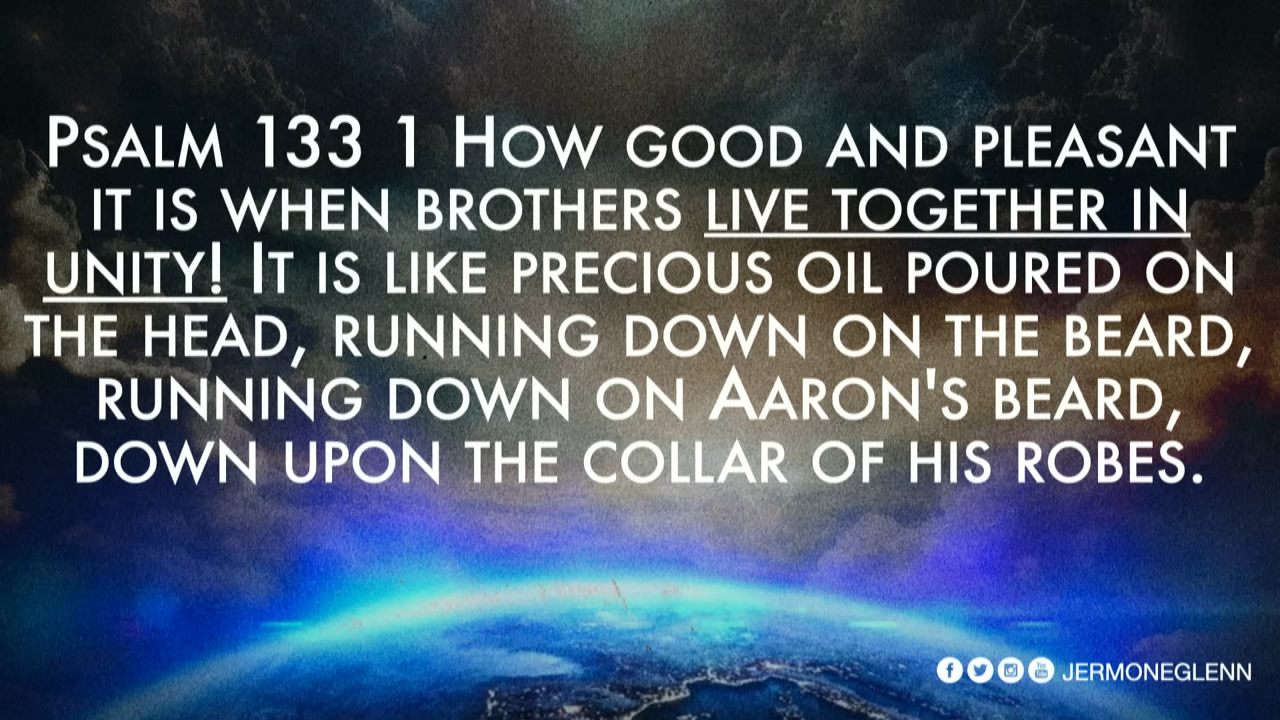 Psalm 133 1 How good and pleasant
it is when brothers live together in
unity! It is like precious oil poured on
the head, running down on the beard,
running down on Aaron's beard,
down upon the collar of his robes.
JERMONEGLENN